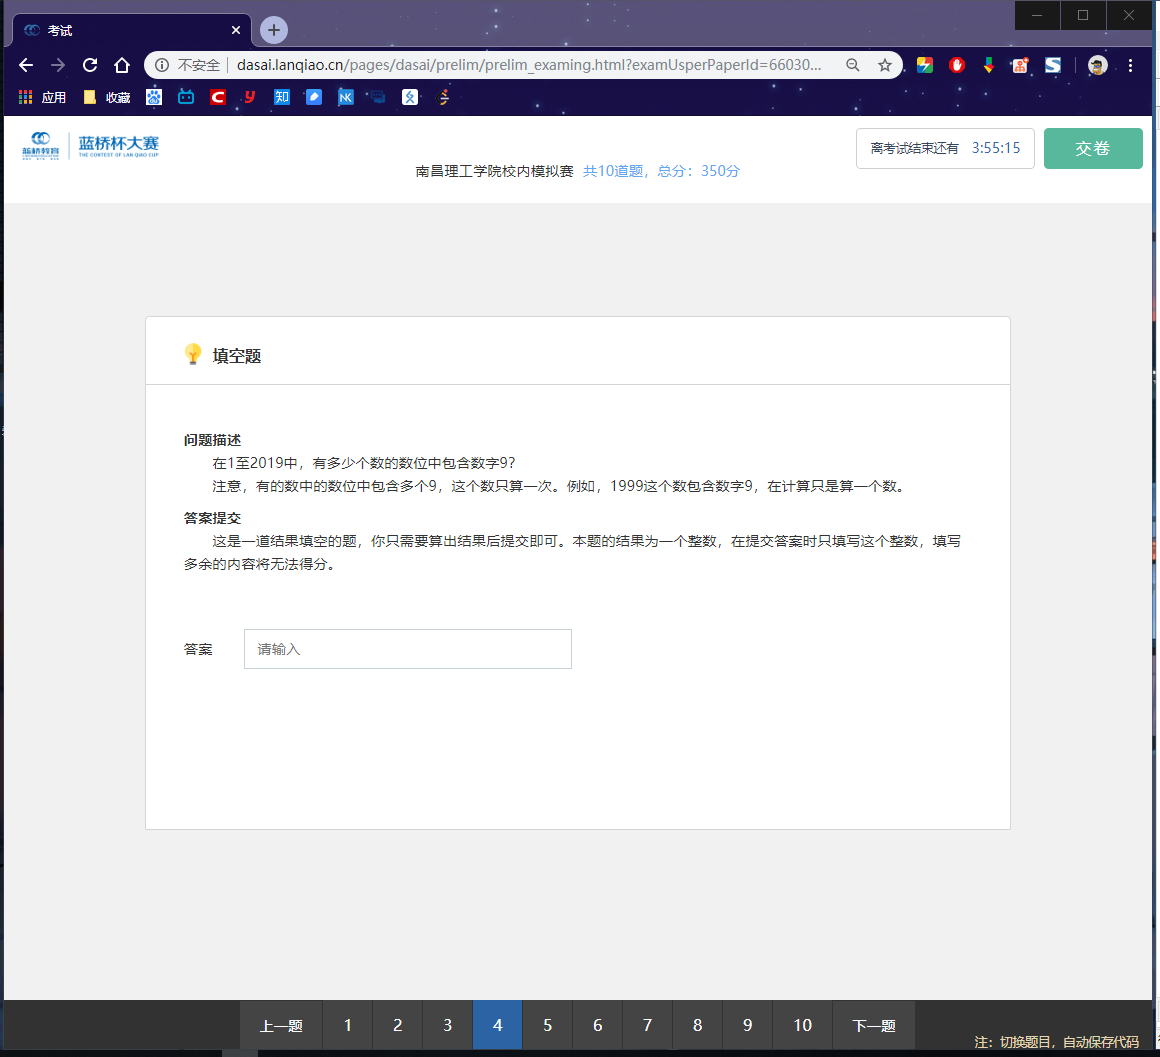 考试
不安全 dasai.lanqiao.cn/pages/dasai/prelim/prelim_examing.html?examUsperPaperId=66030...
应用 收藏 知 NK
蓝桥教育 蓝桥杯大赛
THE CONTEST OF LAN QIAO CUP
离考试结束还有 3:55:15 交卷
南昌理工学院校内模拟赛 共10道题，总分：350分
填空题
问题描述
在1至2019中，有多少个数的数位中包含数字9？
注意，有的数中的数位中包含多个9，这个数只算一次。例如，1999这个数包含数字9，在计算只是算一个数。
答案提交
这是一道结果填空的题，你只需要算出结果后提交即可。本题的结果为一个整数，在提交答案时只填写这个整数，填写
多余的内容将无法得分。
答案 请输入
上一题 1 2 3 4 5 6 7 8 9 10 下一题
注：切换题目，自动保存代码